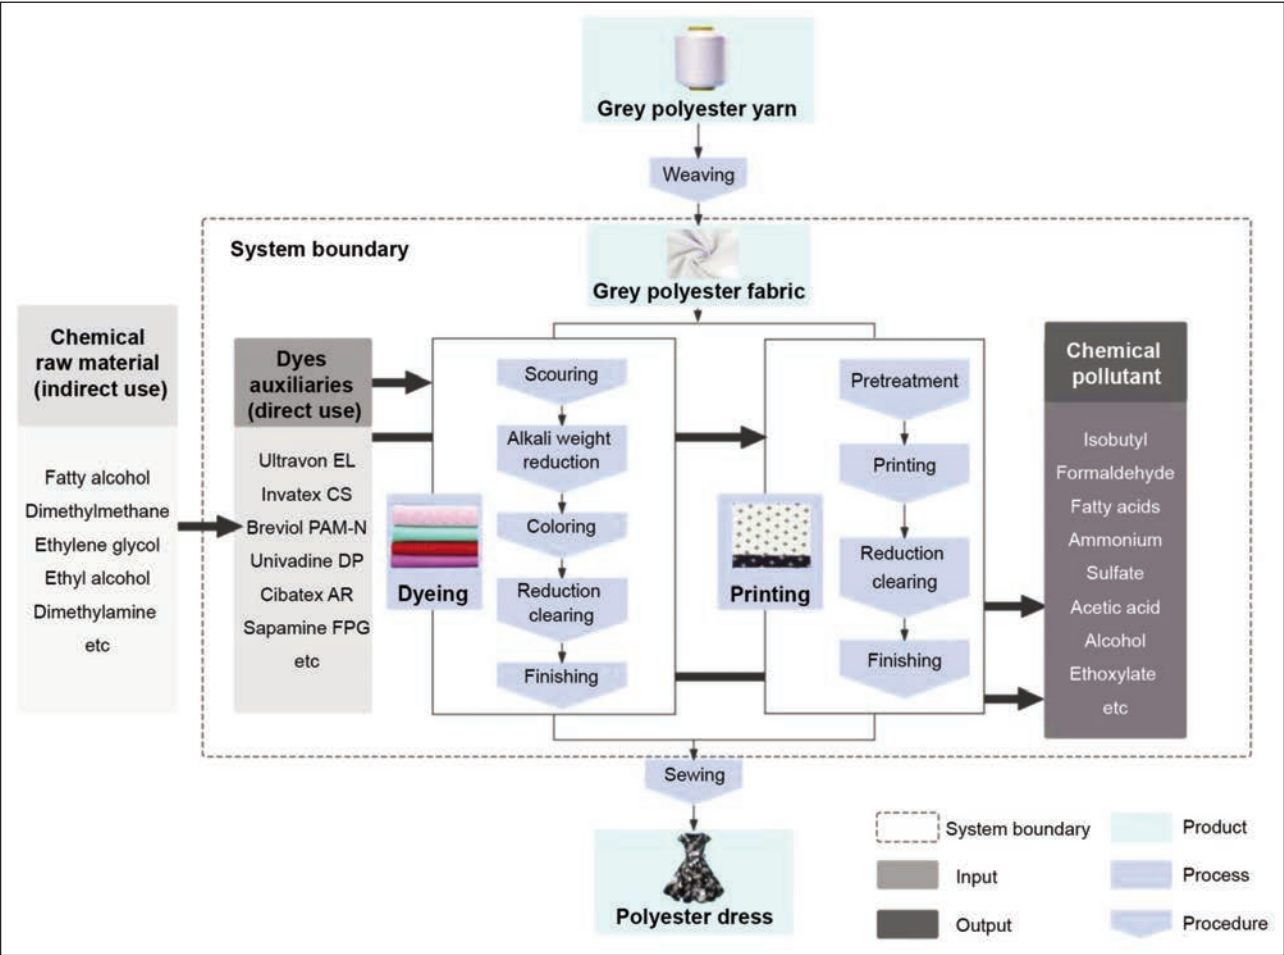 Grey polyester yarn
Weaving
System boundary
Grey polyester fabric
Chemical
raw material
(indirect use)
Fatty alcohol
Dimethylmethane
Ethylene glycol
Ethyl alcohol
Dimethylamine
etc
Dyes
auxiliaries
(direct use)
Ultravon EL
Invatex CS
Breviol PAM-N
Univadine DP
Cibatex AR
Sapamine FPG
etc
Dyeing
Scouring
Alkali weight
reduction
Coloring
Reduction
clearing
Finishing
Printing
Pretreatment
Printing
Reduction
clearing
Finishing
Chemical
pollutant
Isobutyl
Formaldehyde
Fatty acids
Ammonium
Sulfate
Acetic acid
Alcohol
Ethoxylate
etc
Sewing
Polyester dress
System boundary
Input
Output
Product
Process
Procedure